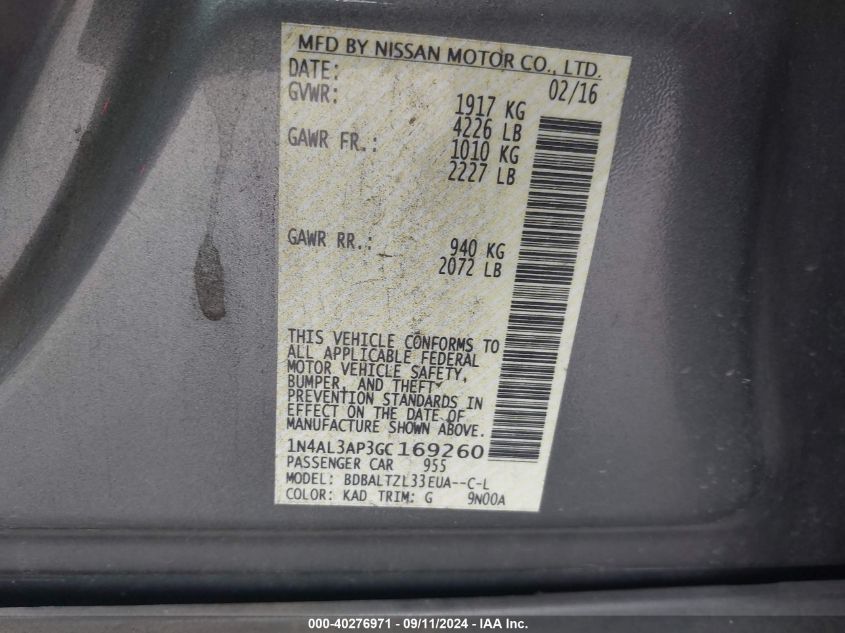 MFD BY NISSAN MOTOR CO., LTD.
DATE: 02/16
GVWR: 1917 KG
4226 LB
GAWR FR.: 1010 KG
2227 LB
GAWR RR.: 940 KG
2072 LB
THIS VEHICLE CONFORMS TO
ALL APPLICABLE FEDERAL
MOTOR VEHICLE SAFETY,
BUMPER, AND THEFT
PREVENTION STANDARDS IN
EFFECT ON THE DATE OF
MANUFACTURE SHOWN ABOVE.
1N4AL3AP3GC169260
PASSENGER CAR 955
MODEL: BDBALTZL33EUA--C-L
COLOR: KAD TRIM: G 9N00A
000-40276971 - 09/11/2024 - IAA Inc.